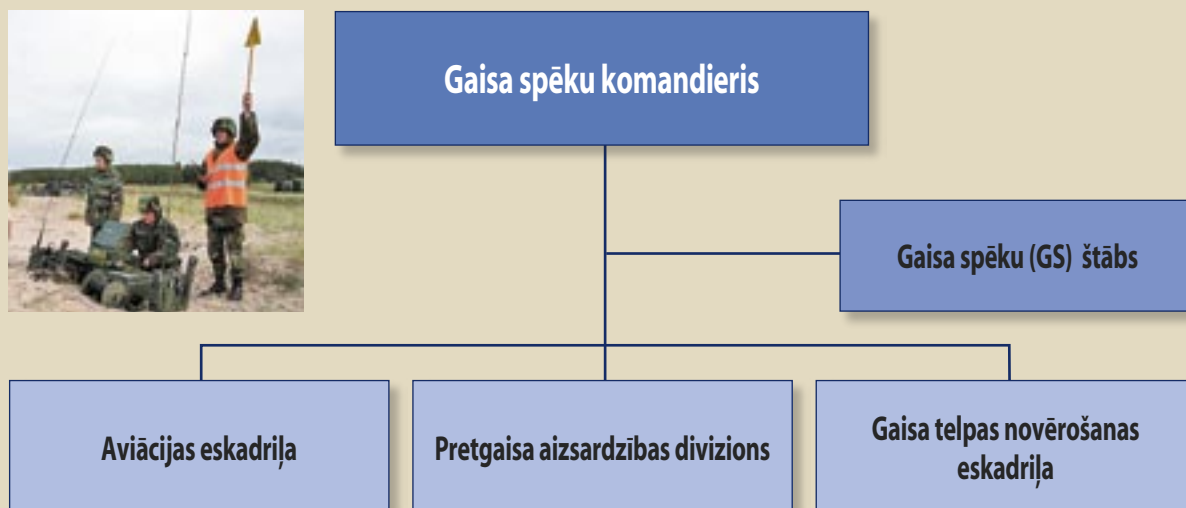 Gaisa spēku komandieris
Gaisa spēku (GS) štābs
Aviācijas eskadriļa
Pretgaisa aizsardzības divizions
Gaisa telpas novērošanas
eskadriļa